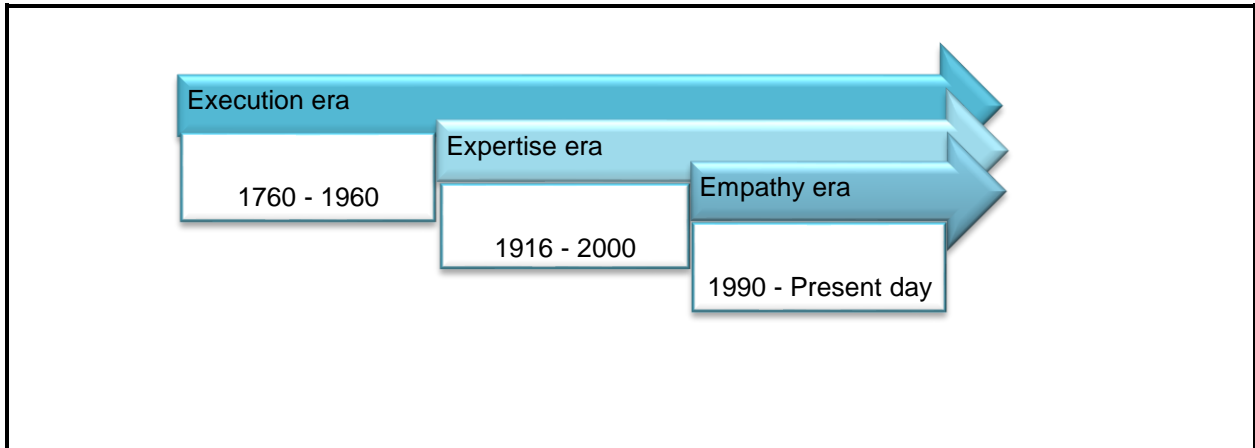 Execution era
1760 - 1960
Expertise era
1916 - 2000
Empathy era
1990 - Present day